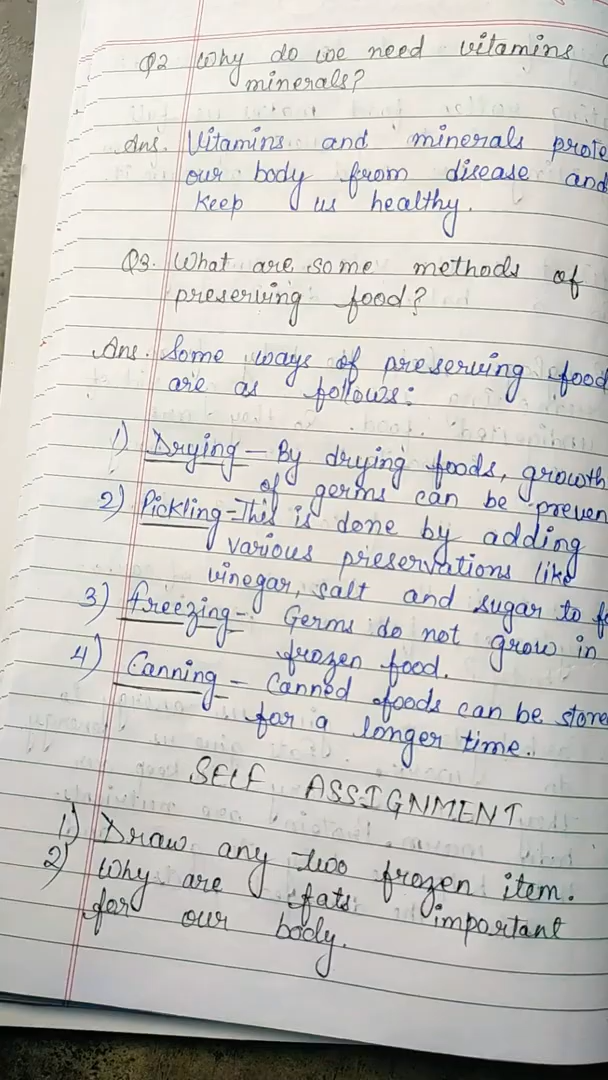 Q2 Why do we need vitamins
minerals?
Ans. Vitamins and minerals prote
our body from disease and
keep us healthy.
Q3. What are some methods of
preserving food?
Ans. Some ways of preserving food
are as follows:
1) Drying - By drying foods, growth
of germs can be preven
2) Pickling - This is done by adding
various preservations like
vinegar, salt and sugar to fo
3) Freezing - Germs do not grow in
frozen food.
4) Canning - Canned foods can be store
for a longer time.
SELF ASSIGNMENT
1) Draw any two frozen item.
2) Why are fats important
for our body.